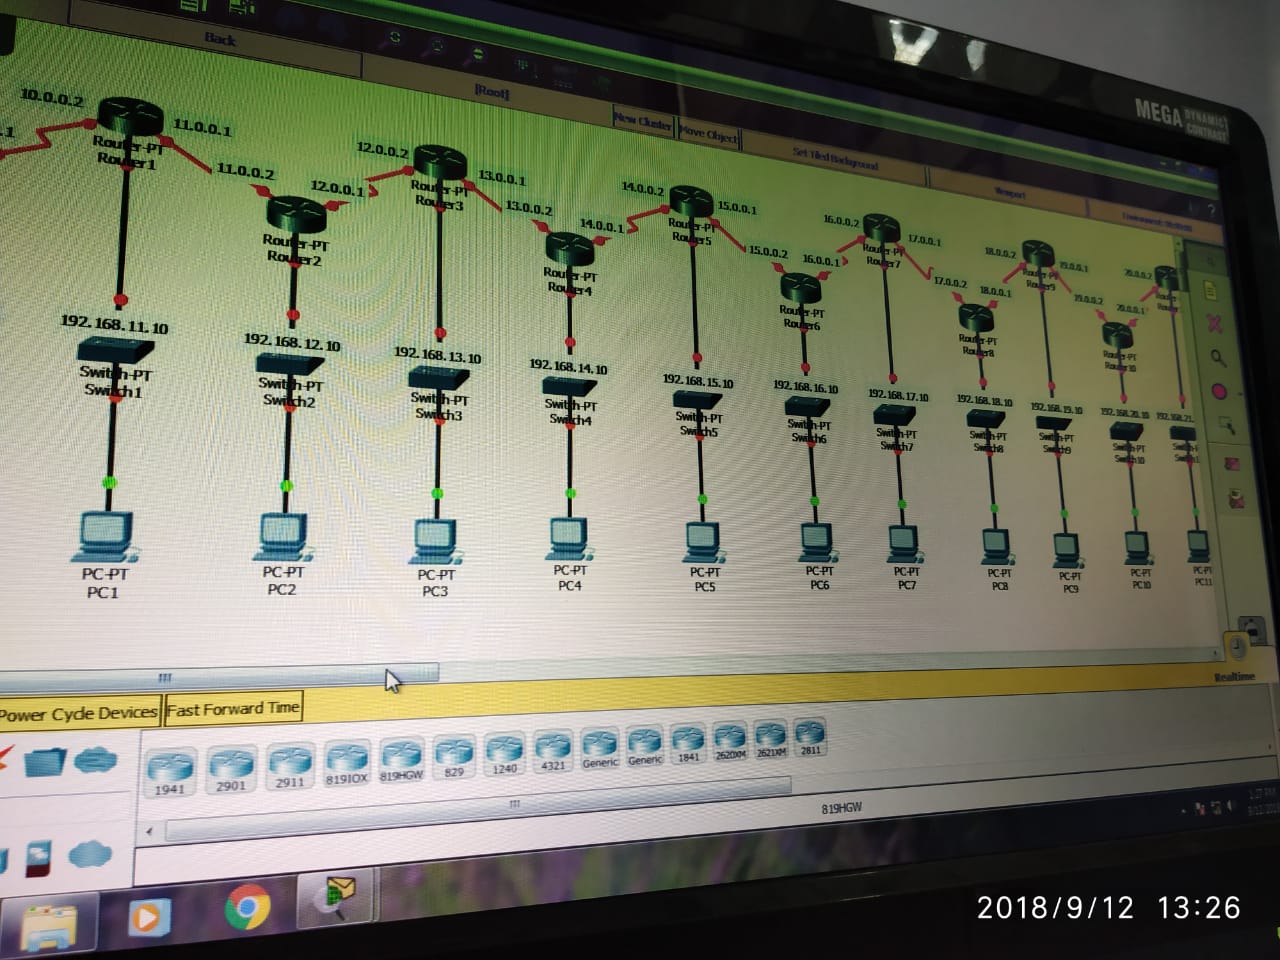 Back
[Root]
New Cluster
Move Object
Set Tiled Background
Viewport
MEGA DYNAMIC CONTRAST
10.0.0.2
.1
11.0.0.1
Router-PT
Router1
11.0.0.2
12.0.0.1
Router-PT
Router2
12.0.0.2
13.0.0.1
Router-PT
Router3
13.0.0.2
14.0.0.1
Router-PT
Router4
14.0.0.2
15.0.0.1
Router-PT
Router5
15.0.0.2
16.0.0.1
Router-PT
Router6
16.0.0.2
17.0.0.1
Router-PT
Router7
17.0.0.2
18.0.0.1
Router-PT
Router8
18.0.0.2
19.0.0.1
Router-PT
Router9
19.0.0.2
20.0.0.1
Router-PT
Router10
20.0.0.2
192.168.11.10
192.168.12.10
192.168.13.10
192.168.14.10
192.168.15.10
192.168.16.10
192.168.17.10
192.168.18.10
192.168.19.10
192.168.20.10
192.168.21.
Switch-PT
Switch1
Switch-PT
Switch2
Switch-PT
Switch3
Switch-PT
Switch4
Switch-PT
Switch5
Switch-PT
Switch6
Switch-PT
Switch7
Switch-PT
Switch8
Switch-PT
Switch9
Switch-PT
Switch10
PC-PT
PC1
PC-PT
PC2
PC-PT
PC3
PC-PT
PC4
PC-PT
PC5
PC-PT
PC6
PC-PT
PC7
PC-PT
PC8
PC-PT
PC9
PC-PT
PC10
PC-PT
PC11
Realtime
Power Cycle Devices
Fast Forward Time
1941
2901
2911
819IOX
819HGW
829
1240
4321
Generic
Generic
1841
2620XM
2621XM
2811
819HGW
2018/9/12 13:26